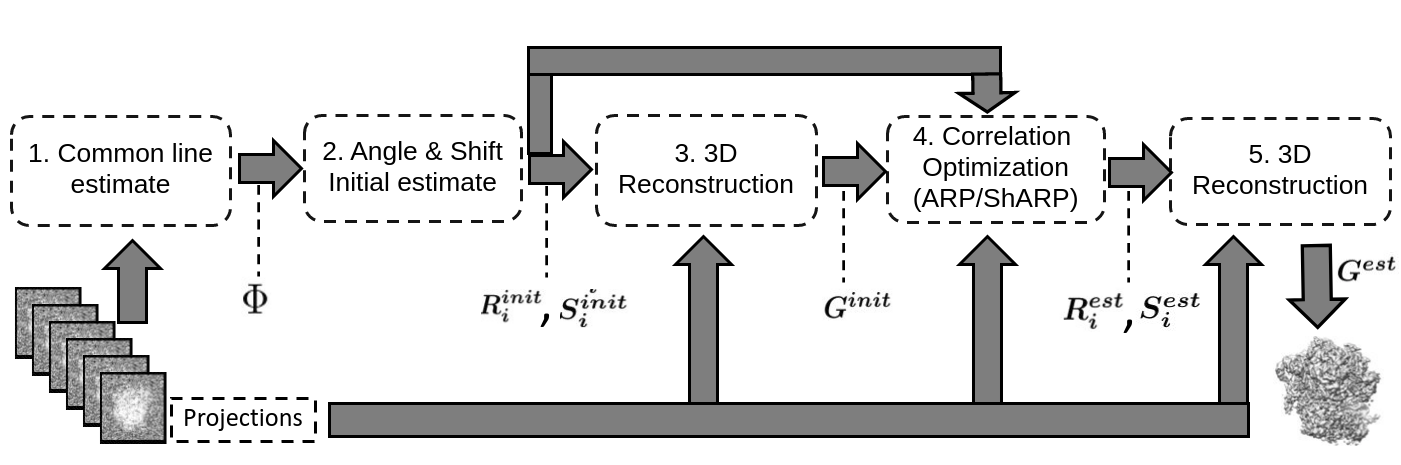 1. Common line
estimate
2. Angle & Shift
Initial estimate
3. 3D
Reconstruction
4. Correlation
Optimization
(ARP/ShARP)
5. 3D
Reconstruction
Φ
R_i^{init}, S_i^{init}
G^{init}
R_i^{est}, S_i^{est}
G^{est}
Projections